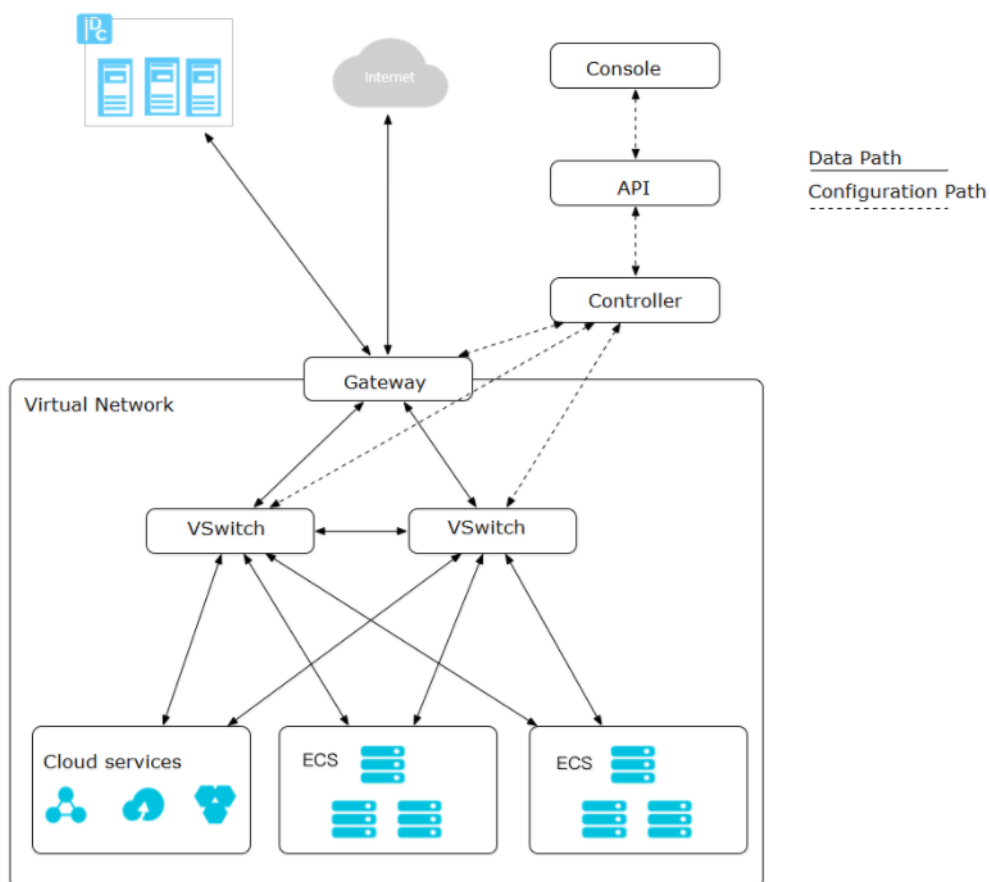 IDC
Internet
Console
API
Data Path
Configuration Path
Controller
Gateway
Virtual Network
VSwitch
VSwitch
Cloud services
ECS
ECS